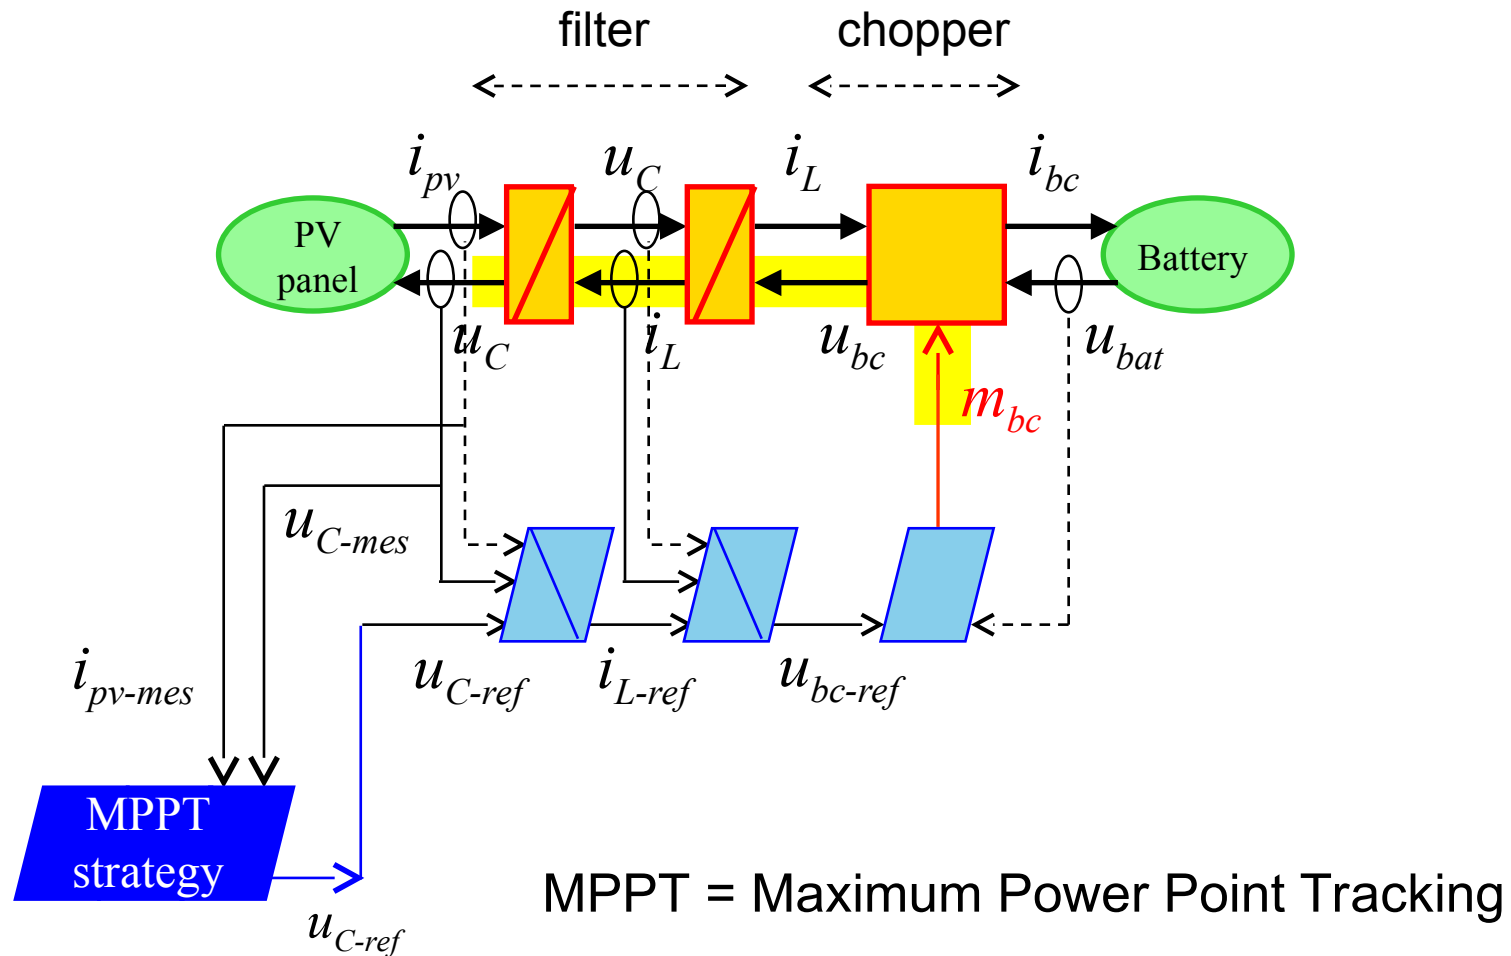 filter chopper
i_pv u_C i_L i_bc
PV
panel
Battery
u_C i_L u_bc u_bat
m_bc
u_C-mes
i_pv-mes u_C-ref i_L-ref u_bc-ref
MPPT
strategy
u_C-ref
MPPT = Maximum Power Point Tracking